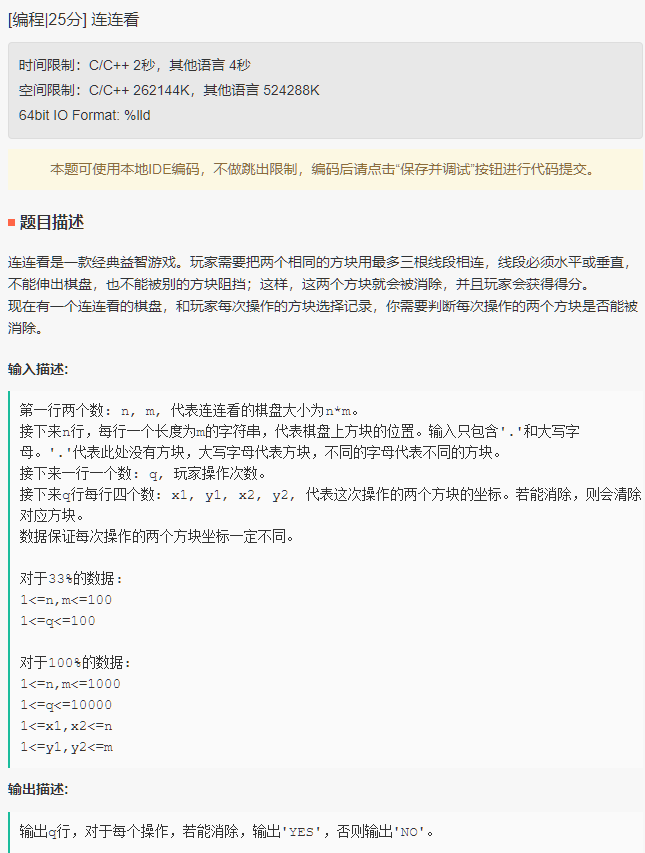 [编程|25分] 连连看
时间限制：C/C++ 2秒，其他语言 4秒
空间限制：C/C++ 262144K，其他语言 524288K
64bit IO Format: %lld
本题可使用本地IDE编码，不做跳出限制，编码后请点击“保存并调试”按钮进行代码提交。
题目描述
连连看是一款经典益智游戏。玩家需要把两个相同的方块用最多三根线段相连，线段必须水平或垂直，
不能伸出棋盘，也不能被别的方块阻挡；这样，这两个方块就会被消除，并且玩家会获得得分。
现在有一个连连看的棋盘，和玩家每次操作的方块选择记录，你需要判断每次操作的两个方块是否能被
消除。
输入描述:
第一行两个数：n, m, 代表连连看的棋盘大小为n*m。
接下来n行，每行一个长度为m的字符串，代表棋盘上方块的位置。输入只包含'.'和大写字
母。'.'代表此处没有方块，大写字母代表方块，不同的字母代表不同的方块。
接下来一行一个数：q, 玩家操作次数。
接下来q行每行四个数：x1, y1, x2, y2, 代表这次操作的两个方块的坐标。若能消除，则会清除
对应方块。
数据保证每次操作的两个方块坐标一定不同。
对于33%的数据：
1<=n,m<=100
1<=q<=100
对于100%的数据：
1<=n,m<=1000
1<=q<=10000
1<=x1,x2<=n
1<=y1,y2<=m
输出描述:
输出q行，对于每个操作，若能消除，输出'YES'，否则输出'NO'。